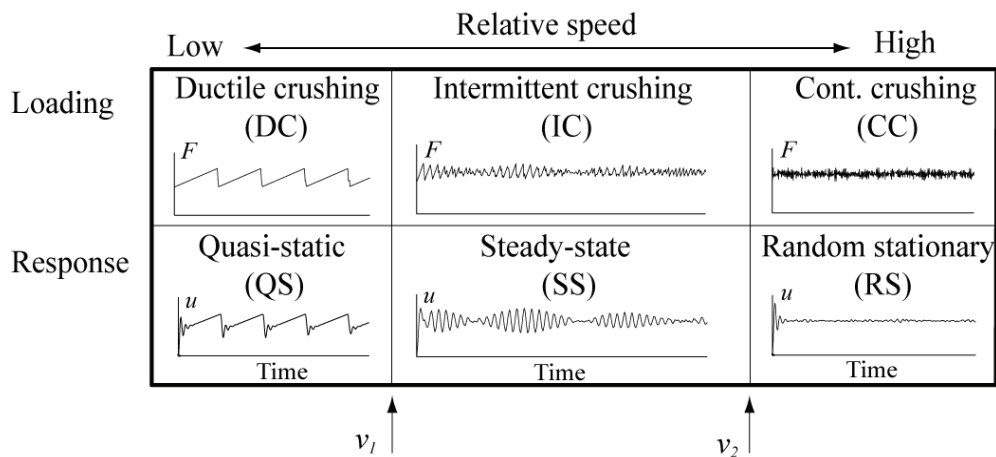 Relative speed
Low
High
Loading
Ductile crushing
(DC)
Intermittent crushing
(IC)
Cont. crushing
(CC)
F
F
F
Response
Quasi-static
(QS)
Steady-state
(SS)
Random stationary
(RS)
u
u
u
Time
Time
Time
v1
v2